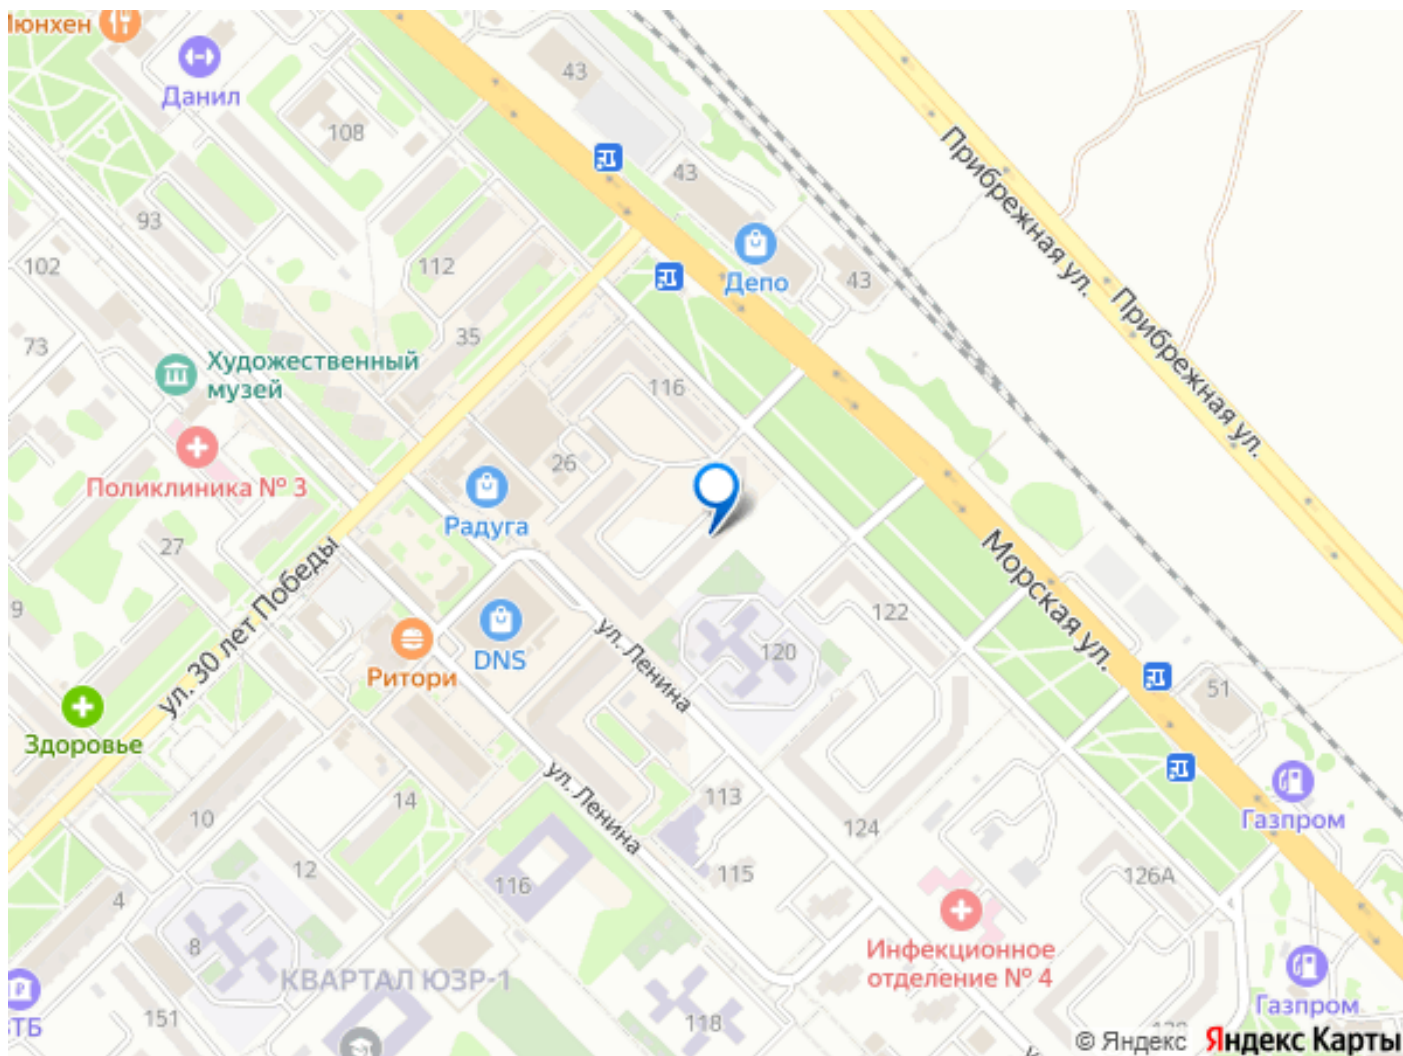 Данил
43
108
43
93
Прибрежная ул.
112
102
Депо
43
Прибрежная ул.
35
73
Художественный
музей
116
26
Поликлиника № 3
Радуга
27
Морская ул.
ул. 30 лет Победы
122
ул. Ленина
DNS
120
Ритори
51
Здоровье
ул. Ленина
113
14
10
124
Газпром
12
115
126А
116
4
8
Инфекционное
отделение № 4
КВАРТАЛ ЮЗР-1
Газпром
151
118
© Яндекс Яндекс Карты